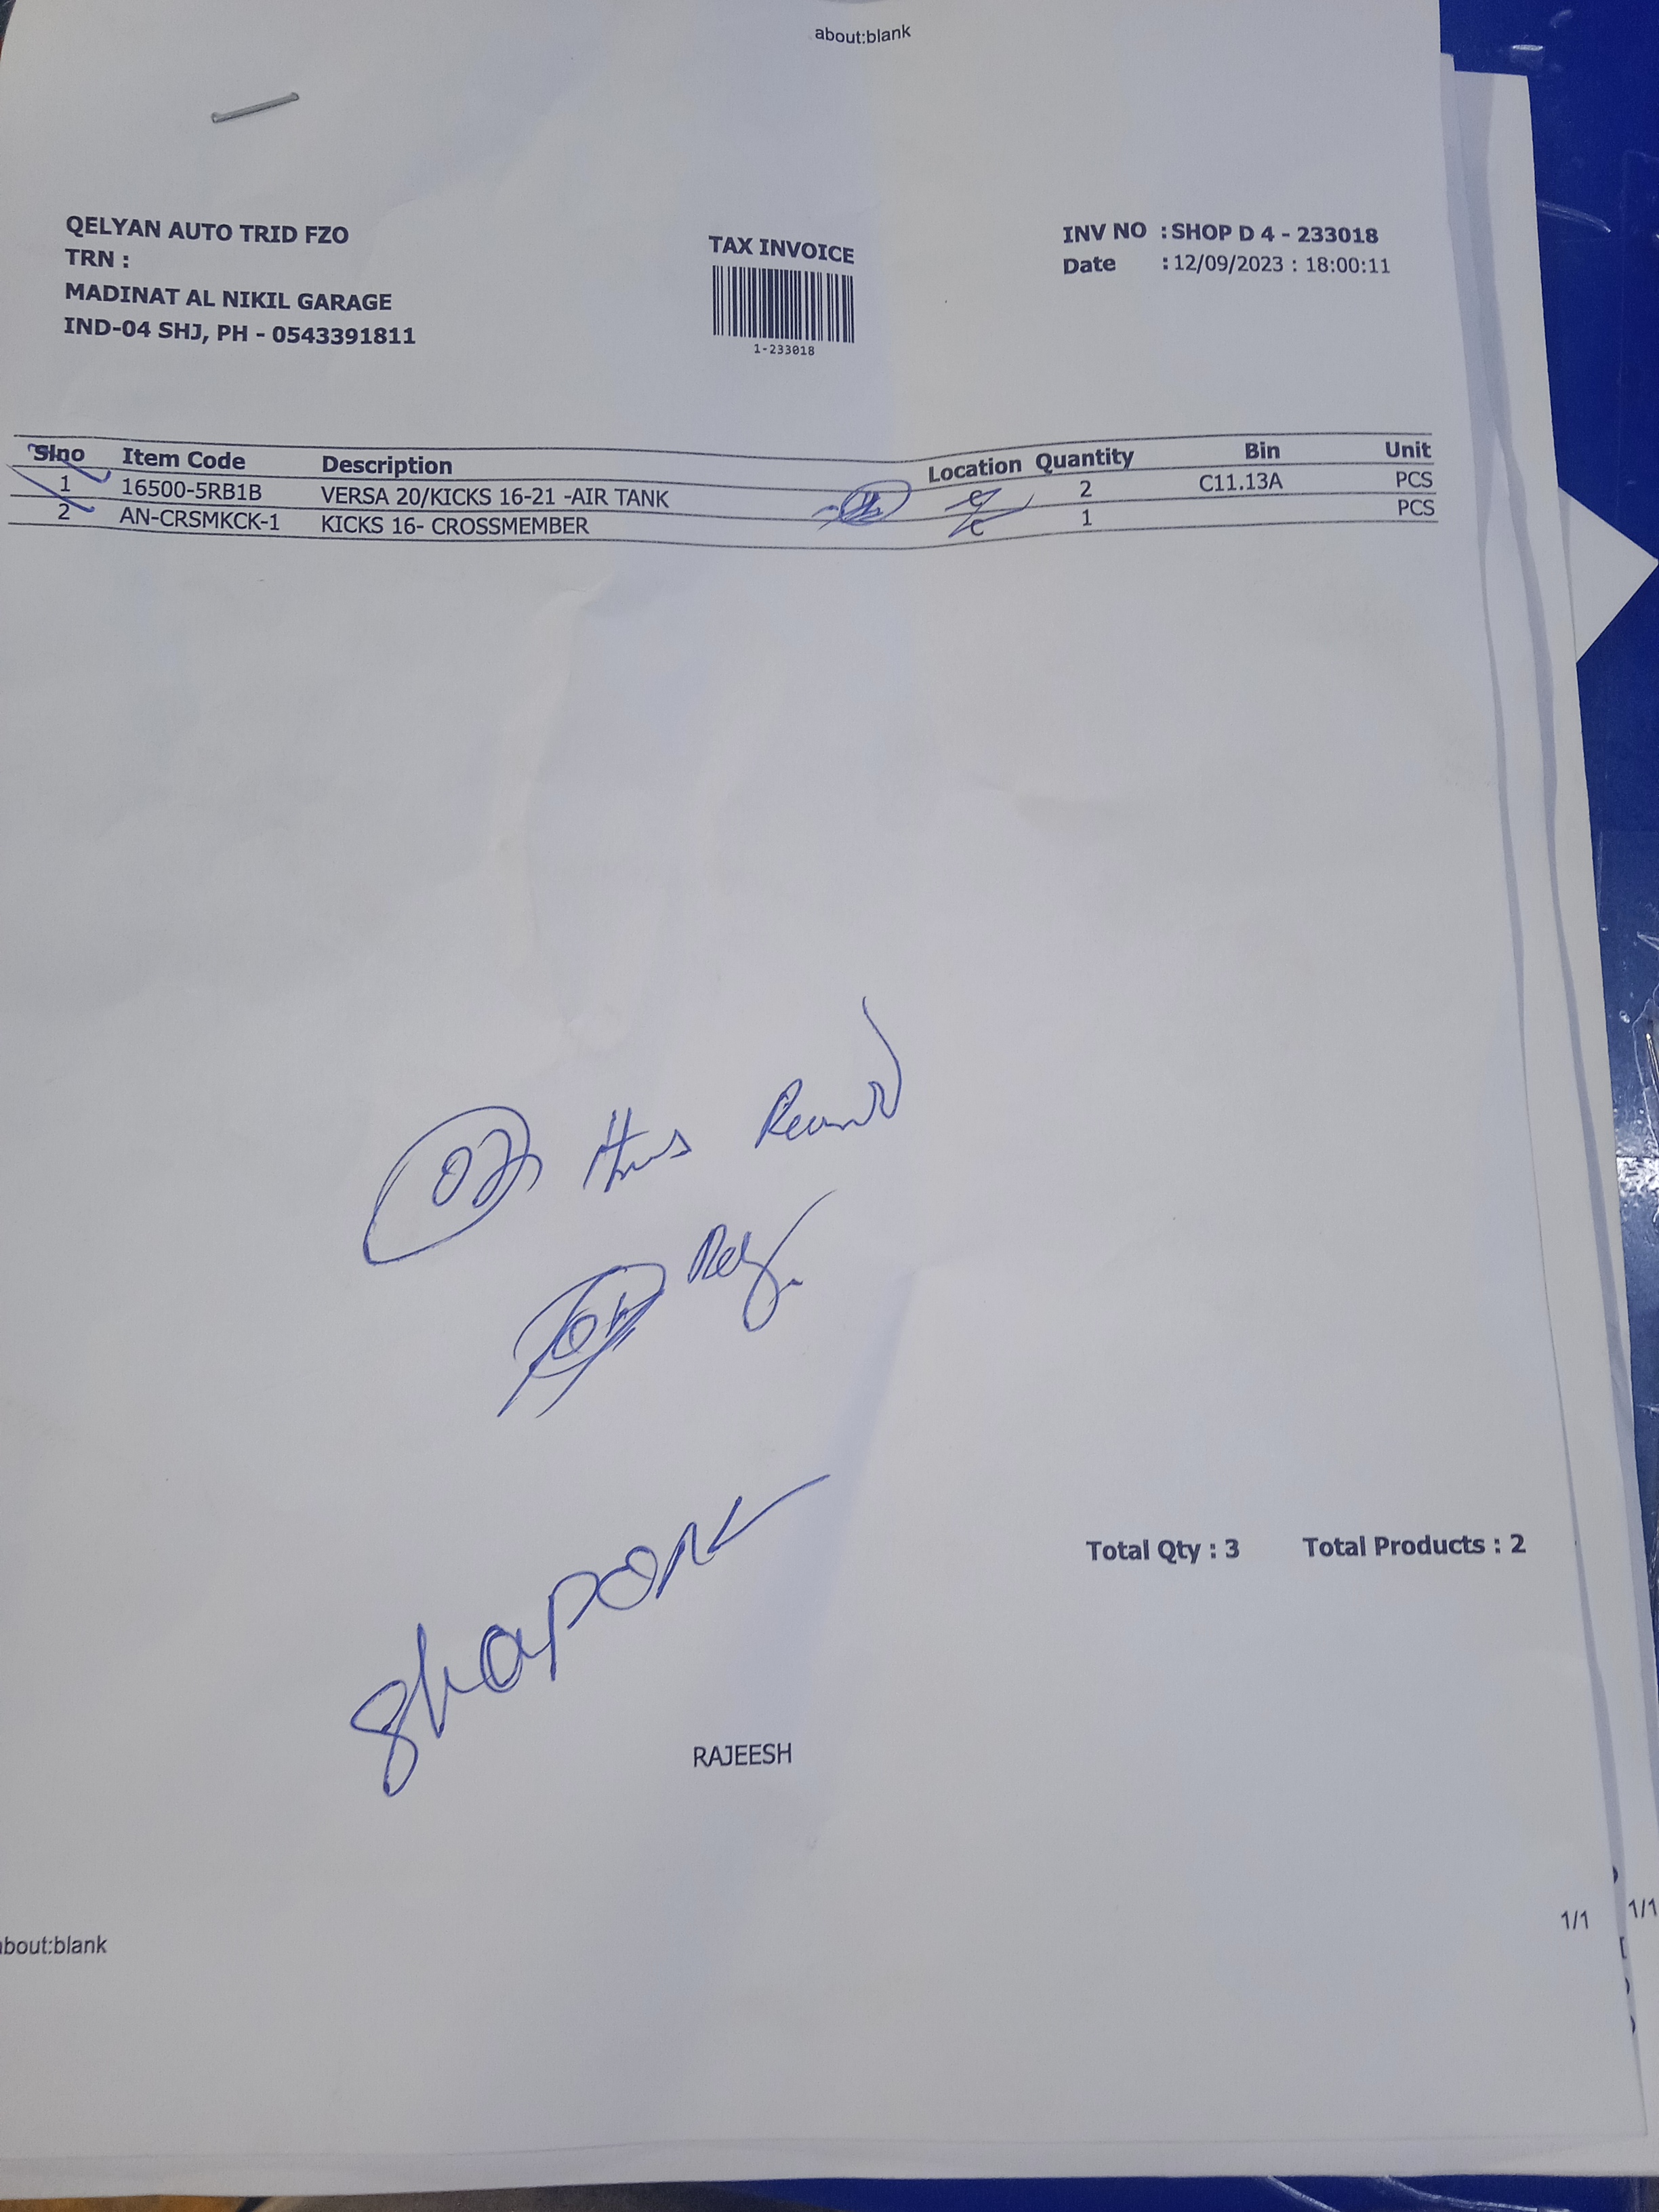 about:blank
QELYAN AUTO TRID FZO
TRN :
MADINAT AL NIKIL GARAGE
IND-04 SHJ, PH - 0543391811
TAX INVOICE
1-233018
INV NO : SHOP D 4 - 233018
Date : 12/09/2023 : 18:00:11
Slno Item Code Description Location Quantity Bin Unit
1 16500-5RB1B VERSA 20/KICKS 16-21 -AIR TANK 2 C11.13A PCS
2 AN-CRSMKCK-1 KICKS 16- CROSSMEMBER 1 PCS
Total Qty : 3 Total Products : 2
RAJEESH
about:blank
1/1
1/1